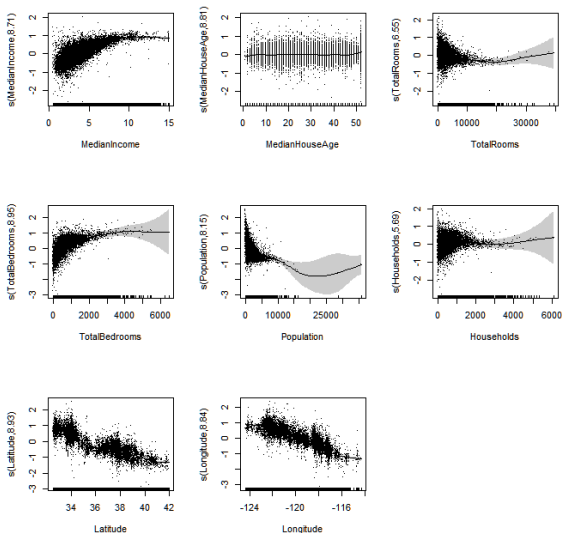 s(MedianIncome,8.71)
-2 -1 0 1 2
0 5 10 15
MedianIncome
s(MedianHouseAge,8.81)
-2 -1 0 1 2
0 10 20 30 40 50
MedianHouseAge
s(TotalRooms,6.55)
-2 0 1 2
0 10000 30000
TotalRooms
s(TotalBedrooms,8.95)
-3 -1 0 1 2
0 2000 4000 6000
TotalBedrooms
s(Population,8.15)
-3 -1 0 1 2
0 10000 25000
Population
s(Households,5.69)
-2 0 1 2
0 2000 4000 6000
Households
s(Latitude,8.93)
-3 -1 0 1 2
34 36 38 40 42
Latitude
s(Longitude,8.84)
-3 -1 0 1 2
-124 -120 -116
Longitude